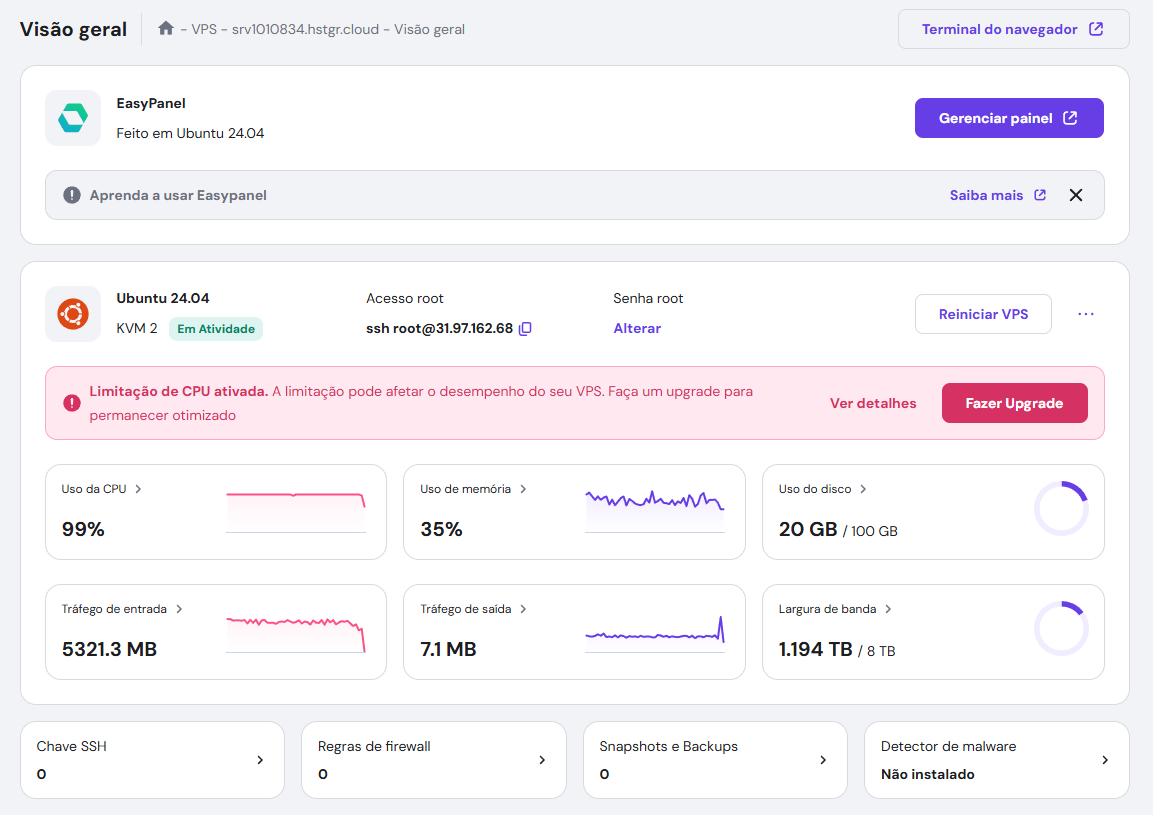 Visão geral
- VPS - srv1010834.hstgr.cloud - Visão geral
Terminal do navegador
EasyPanel
Feito em Ubuntu 24.04
Gerenciar painel
Aprenda a usar Easypanel
Saiba mais
Ubuntu 24.04
KVM 2
Em Atividade
Acesso root
ssh root@31.97.162.68
Senha root
Alterar
Reiniciar VPS
Limitação de CPU ativada. A limitação pode afetar o desempenho do seu VPS. Faça um upgrade para
permanecer otimizado
Ver detalhes
Fazer Upgrade
Uso da CPU
99%
Uso de memória
35%
Uso do disco
20 GB / 100 GB
Tráfego de entrada
5321.3 MB
Tráfego de saída
7.1 MB
Largura de banda
1.194 TB / 8 TB
Chave SSH
0
Regras de firewall
0
Snapshots e Backups
0
Detector de malware
Não instalado